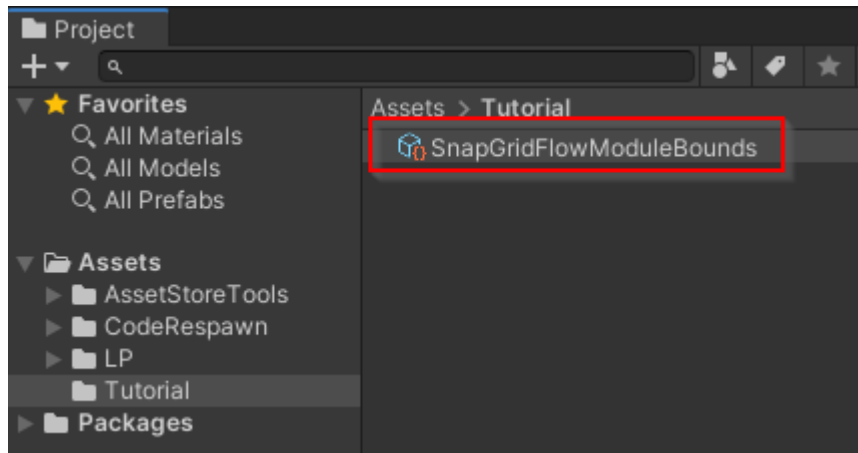 Project
Favorites
All Materials
All Models
All Prefabs
Assets
AssetStoreTools
CodeRespawn
LP
Tutorial
Packages
Assets > Tutorial
SnapGridFlowModuleBounds